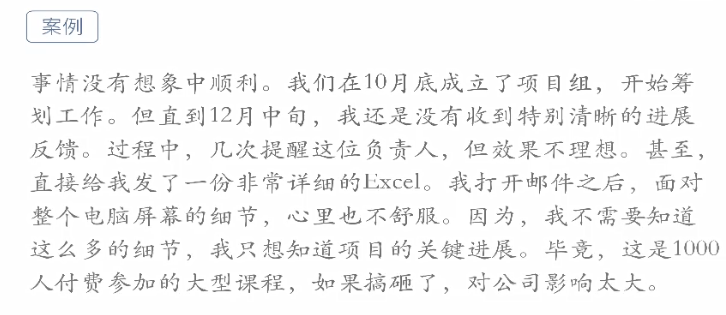 案例
事情没有想象中顺利。我们在10月底成立了项目组，开始筹
划工作。但直到12月中旬，我还是没有收到特别清晰的进展
反馈。过程中，几次提醒这位负责人，但效果不理想。甚至，
直接给我发了一份非常详细的Excel。我打开邮件之后，面对
整个电脑屏幕的细节，心里也不舒服。因为，我不需要知道
这么多的细节，我只想知道项目的关键进展。毕竟，这是1000
人付费参加的大型课程，如果搞砸了，对公司影响太大。